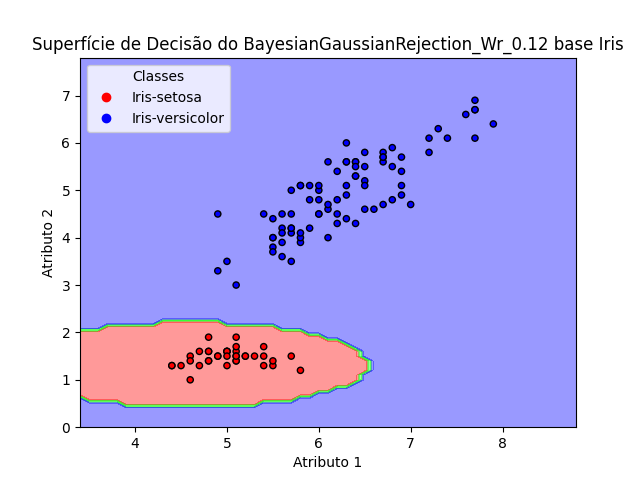 Superfície de Decisão do BayesianGaussianRejection_Wr_0.12 base Iris
Classes
Iris-setosa
Iris-versicolor
7
6
5
4
3
2
1
0
Atributo 2
4 5 6 7 8
Atributo 1